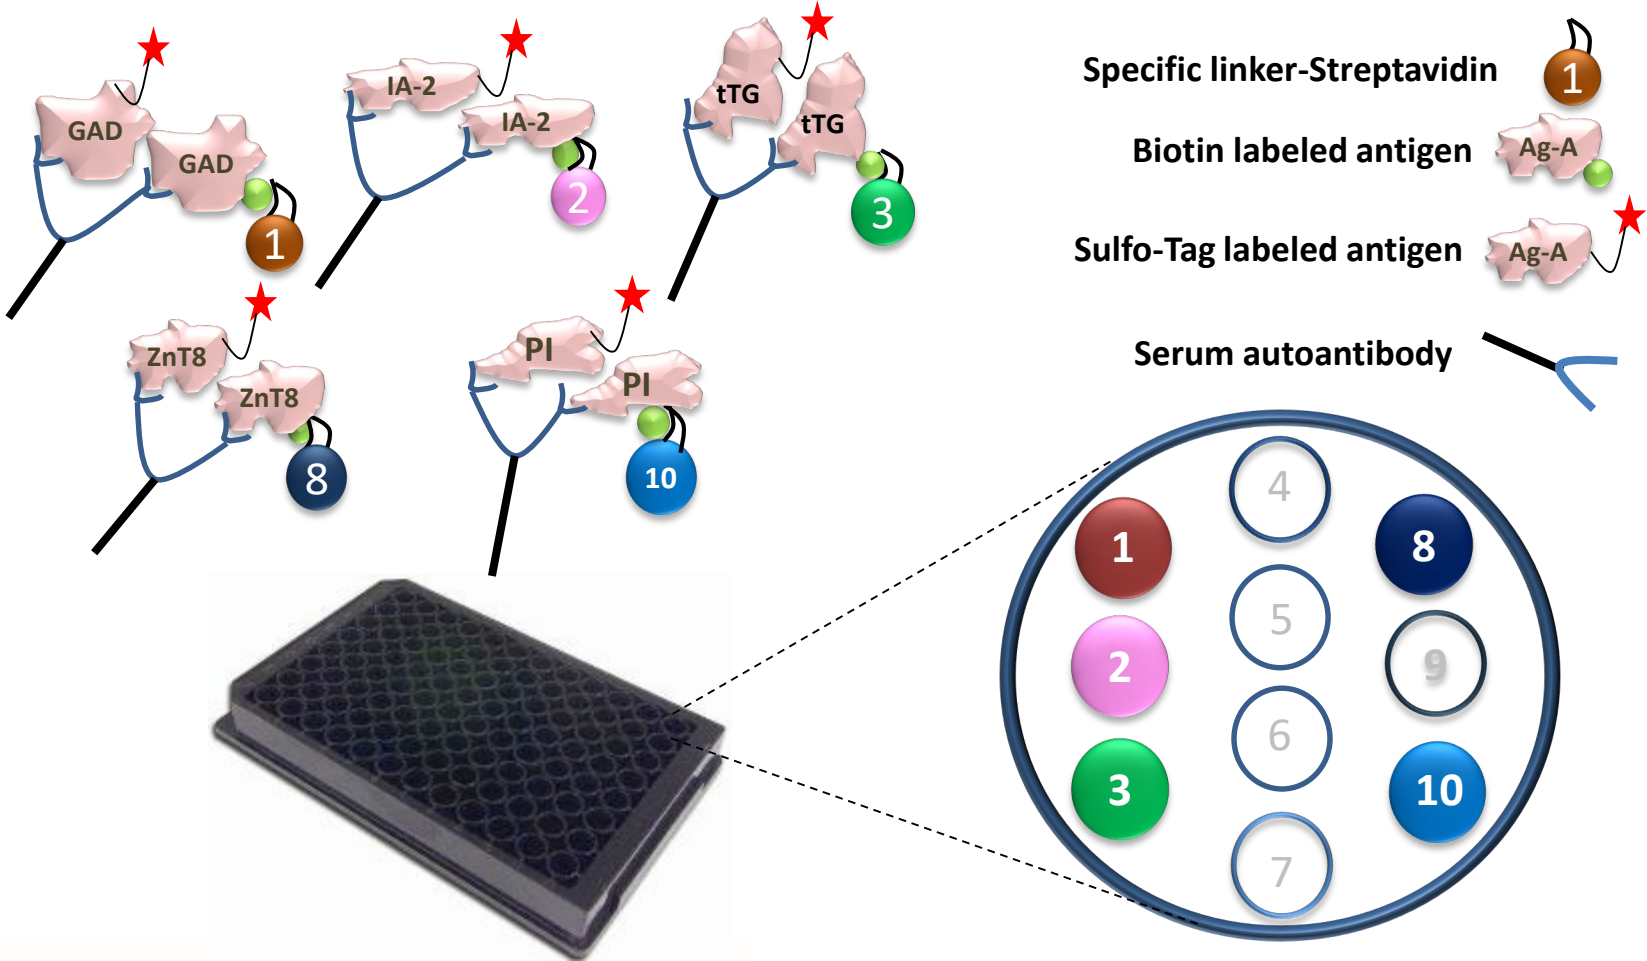 GAD
GAD
1
IA-2
IA-2
2
tTG
tTG
3
ZnT8
ZnT8
8
PI
PI
10
Specific linker-Streptavidin
1
Biotin labeled antigen
Ag-A
Sulfo-Tag labeled antigen
Ag-A
Serum autoantibody
4
1
8
5
2
9
6
3
10
7